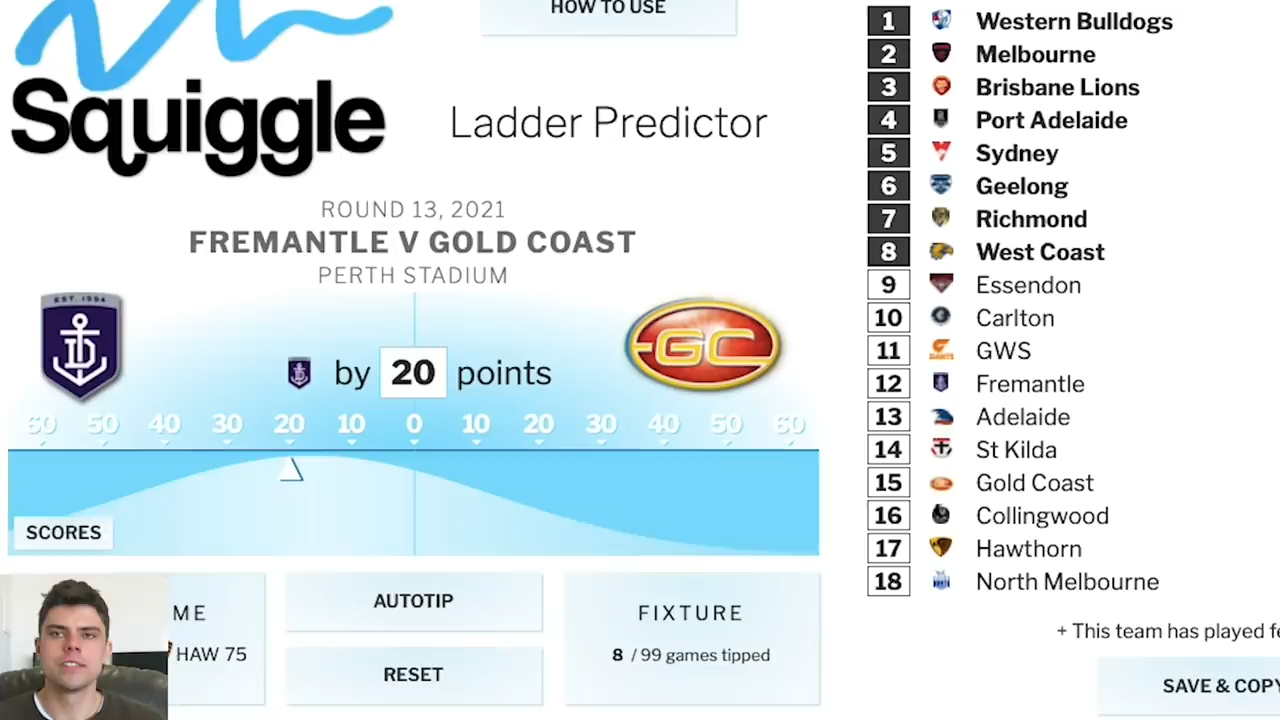 HOW TO USE
Squiggle
Ladder Predictor
ROUND 13, 2021
FREMANTLE V GOLD COAST
PERTH STADIUM
EST. 1994
GC
by 20 points
60 50 40 30 20 10 0 10 20 30 40 50 60
SCORES
ME
HAW 75
AUTOTIP
RESET
FIXTURE
8 / 99 games tipped
1 Western Bulldogs
2 Melbourne
3 Brisbane Lions
4 Port Adelaide
5 Sydney
6 Geelong
7 Richmond
8 West Coast
9 Essendon
10 Carlton
11 GWS
12 Fremantle
13 Adelaide
14 St Kilda
15 Gold Coast
16 Collingwood
17 Hawthorn
18 North Melbourne
+ This team has played fe
SAVE & COPY